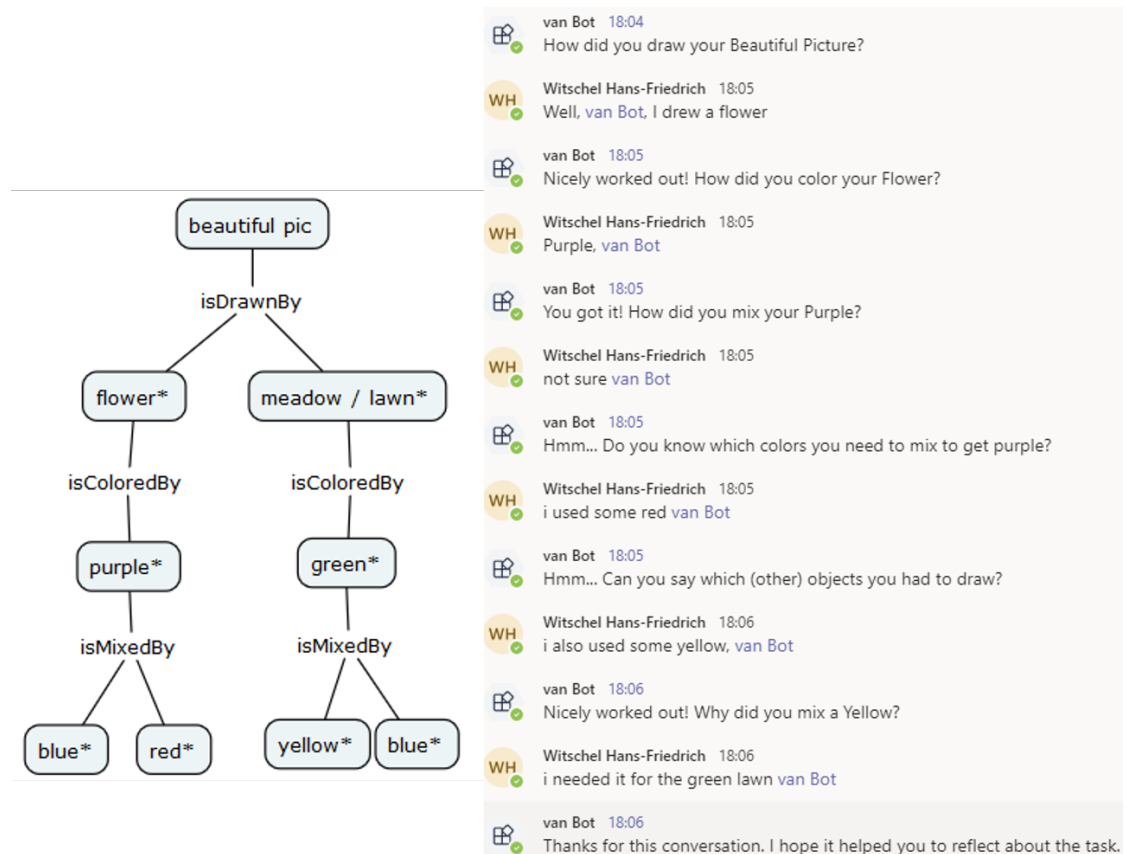 beautiful pic
isDrawnBy
flower*
meadow / lawn*
isColoredBy
isColoredBy
purple*
green*
isMixedBy
isMixedBy
blue*
red*
yellow*
blue*
van Bot 18:04
How did you draw your Beautiful Picture?
WH
Witschel Hans-Friedrich 18:05
Well, van Bot, I drew a flower
van Bot 18:05
Nicely worked out! How did you color your Flower?
WH
Witschel Hans-Friedrich 18:05
Purple, van Bot
van Bot 18:05
You got it! How did you mix your Purple?
WH
Witschel Hans-Friedrich 18:05
not sure van Bot
van Bot 18:05
Hmm... Do you know which colors you need to mix to get purple?
WH
Witschel Hans-Friedrich 18:05
i used some red van Bot
van Bot 18:05
Hmm... Can you say which (other) objects you had to draw?
WH
Witschel Hans-Friedrich 18:06
i also used some yellow, van Bot
van Bot 18:06
Nicely worked out! Why did you mix a Yellow?
WH
Witschel Hans-Friedrich 18:06
i needed it for the green lawn van Bot
van Bot 18:06
Thanks for this conversation. I hope it helped you to reflect about the task.